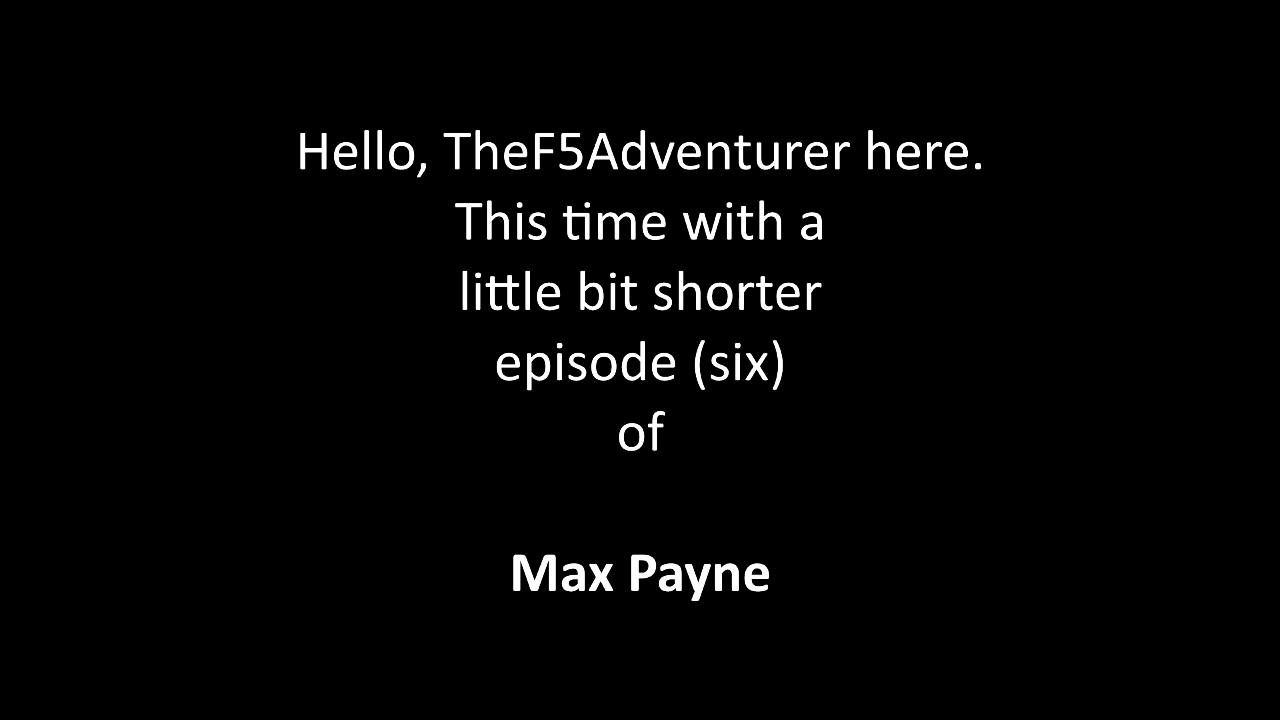 Hello, TheF5Adventurer here.
This time with a
little bit shorter
episode (six)
of
Max Payne